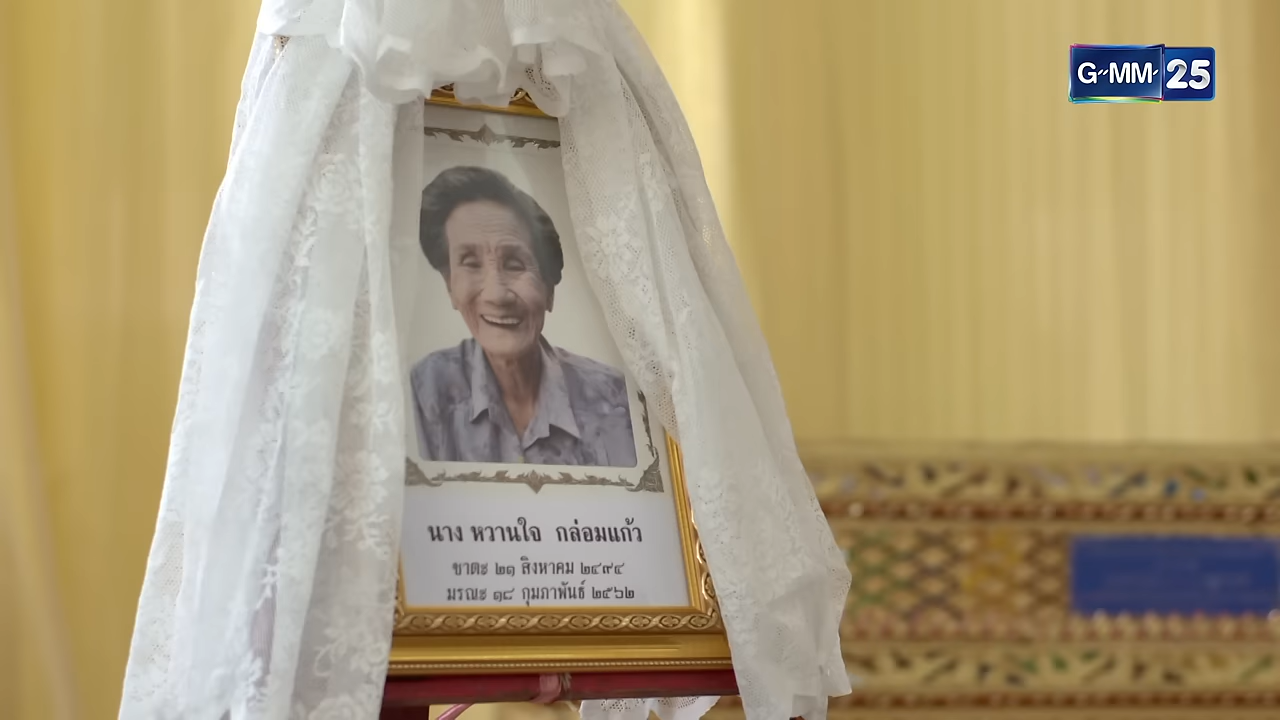 GMM 25
นาง หวานใจ กล่อมแก้ว
ชาตะ ๒๑ สิงหาคม ๒๔๙๔
มรณะ ๑๘ กุมภาพันธ์ ๒๕๖๒